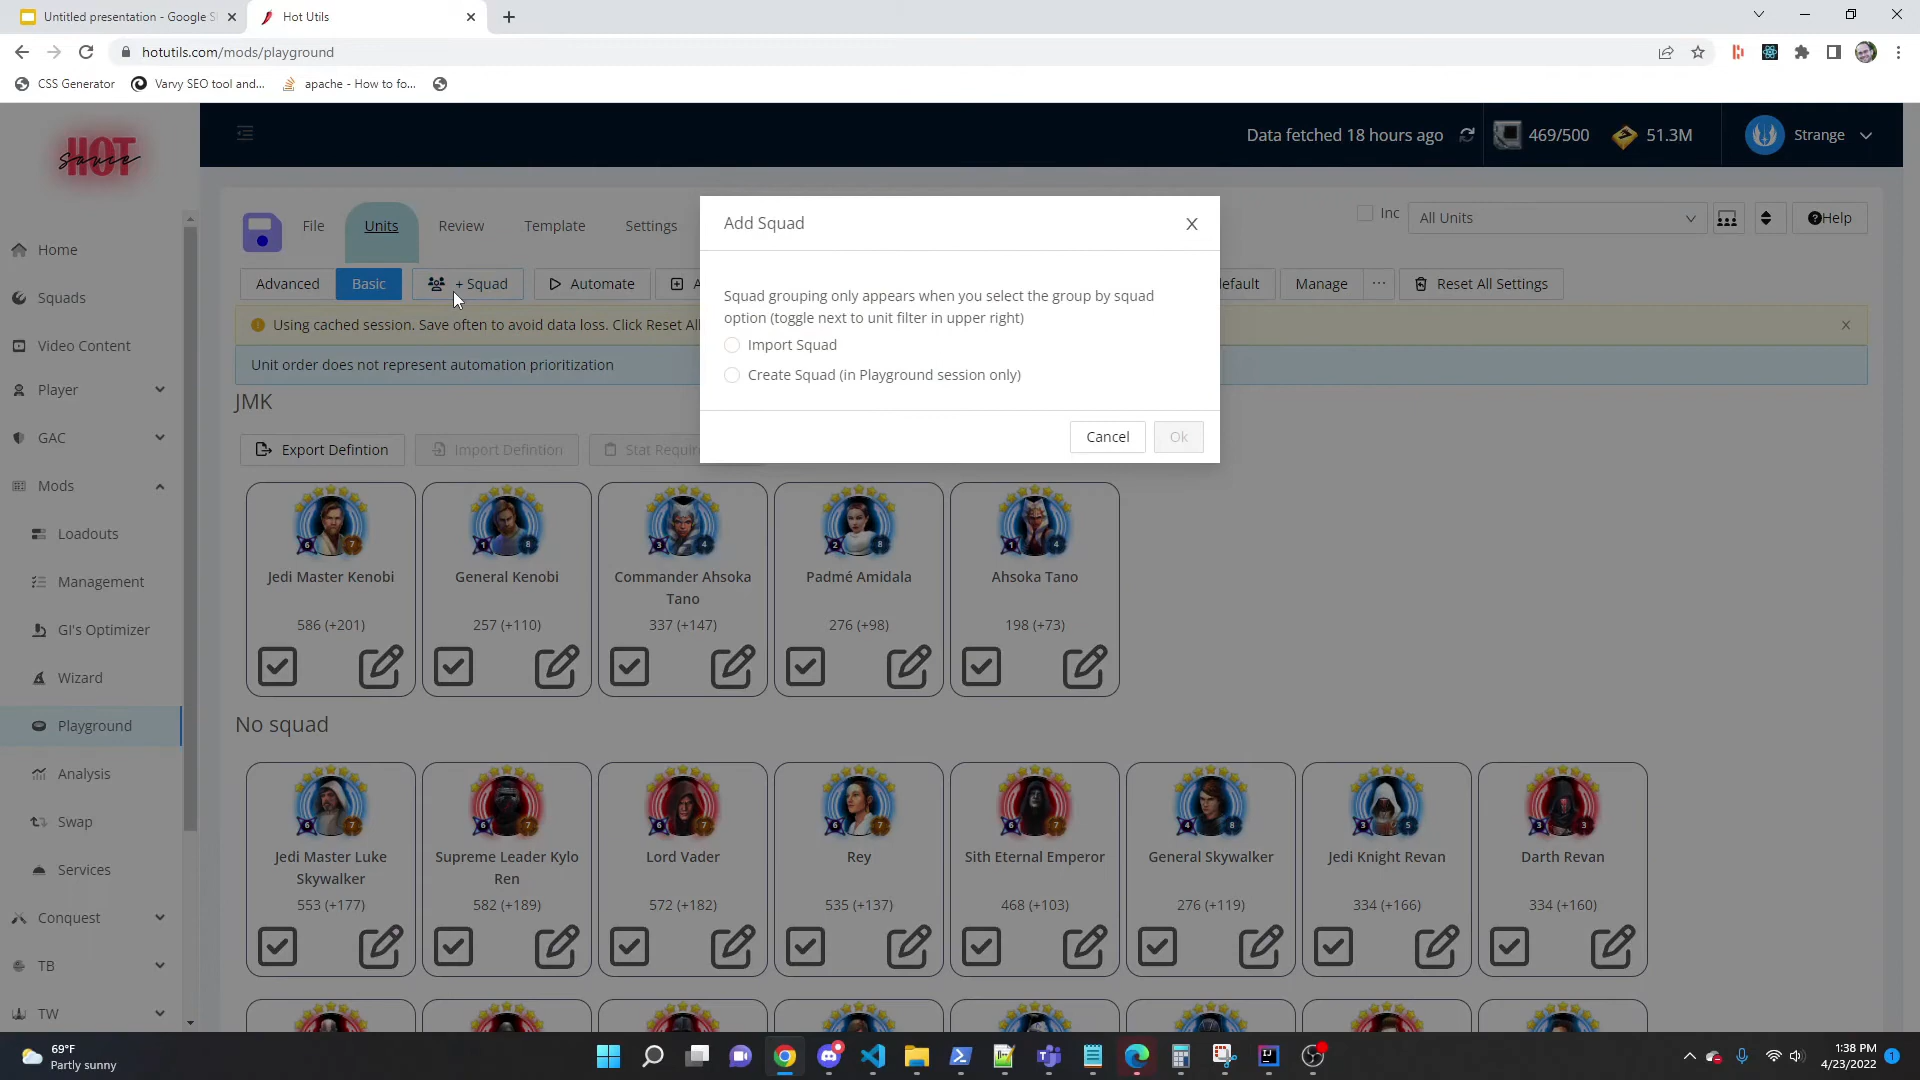 Untitled presentation - Google S
Hot Utils
hotutils.com/mods/playground
CSS Generator
Varvy SEO tool and...
apache - How to fo...
HOT
sauce
Data fetched 18 hours ago
469/500
51.3M
Strange
Home
Squads
Video Content
Player
GAC
Mods
Loadouts
Management
GI's Optimizer
Wizard
Playground
Analysis
Swap
Services
Conquest
TB
TW
File
Units
Review
Template
Settings
Inc
All Units
Help
Advanced
Basic
+ Squad
Automate
Manage
Reset All Settings
Using cached session. Save often to avoid data loss. Click Reset All
Unit order does not represent automation prioritization
Add Squad
X
Squad grouping only appears when you select the group by squad
option (toggle next to unit filter in upper right)
Import Squad
Create Squad (in Playground session only)
Cancel
Ok
JMK
Export Defintion
Import Defintion
Stat Requir
Jedi Master Kenobi
586 (+201)
General Kenobi
257 (+110)
Commander Ahsoka
Tano
337 (+147)
Padmé Amidala
276 (+98)
Ahsoka Tano
198 (+73)
No squad
Jedi Master Luke
Skywalker
553 (+177)
Supreme Leader Kylo
Ren
582 (+189)
Lord Vader
572 (+182)
Rey
535 (+137)
Sith Eternal Emperor
468 (+103)
General Skywalker
276 (+119)
Jedi Knight Revan
334 (+166)
Darth Revan
334 (+160)
69°F
Partly sunny
1:38 PM
4/23/2022